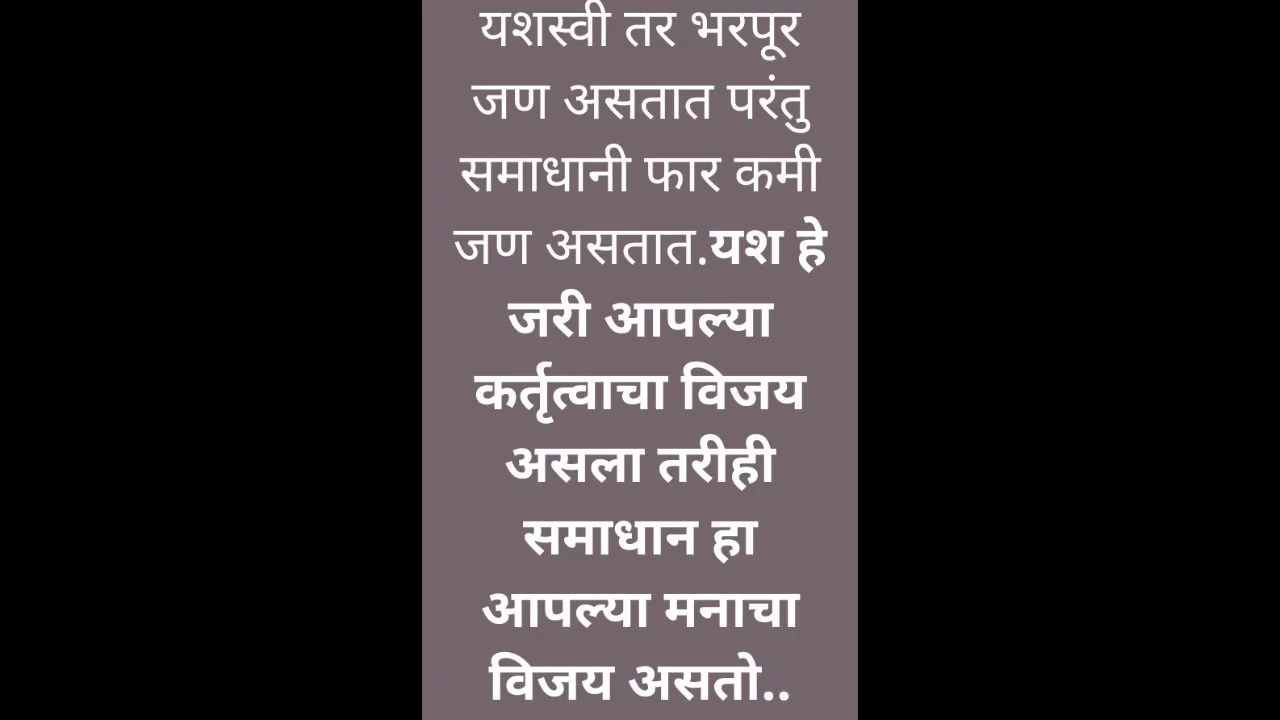 यशस्वी तर भरपूर
जण असतात परंतु
समाधानी फार कमी
जण असतात.यश हे
जरी आपल्या
कर्तृत्वाचा विजय
असला तरीही
समाधान हा
आपल्या मनाचा
विजय असतो..